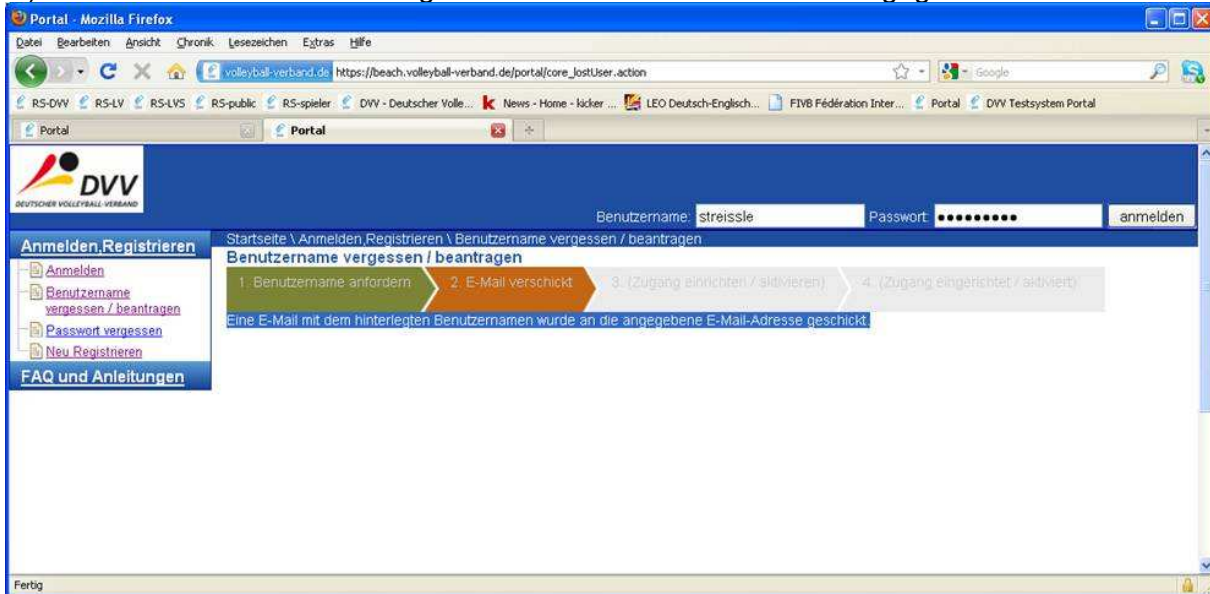 Portal - Mozilla Firefox
Datei Bearbeiten Ansicht Chronik Lesezeichen Extras Hilfe
volleyball-verband.de https://beach.volleyball-verband.de/portal/core_lostUser.action Google
RS-DVV RS-LV RS-LVS RS-public RS-spieler DVV - Deutscher Volle... News - Home - kicker ... LEO Deutsch-Englisch... FIVB Fédération Inter... Portal DVV Testsystem Portal
Portal Portal
DVV
DEUTSCHER VOLLEYBALL-VERBAND
Benutzername: streissle Passwort: ●●●●●●●●● anmelden
Anmelden,Registrieren
Anmelden
Benutzername
vergessen / beantragen
Passwort vergessen
Neu Registrieren
FAQ und Anleitungen
Startseite \ Anmelden,Registrieren \ Benutzername vergessen / beantragen
Benutzername vergessen / beantragen
1. Benutzername anfordern 2. E-Mail verschickt 3. (Zugang einrichten / aktivieren) 4. (Zugang eingerichtet / aktiviert)
Eine E-Mail mit dem hinterlegten Benutzernamen wurde an die angegebene E-Mail-Adresse geschickt.
Fertig